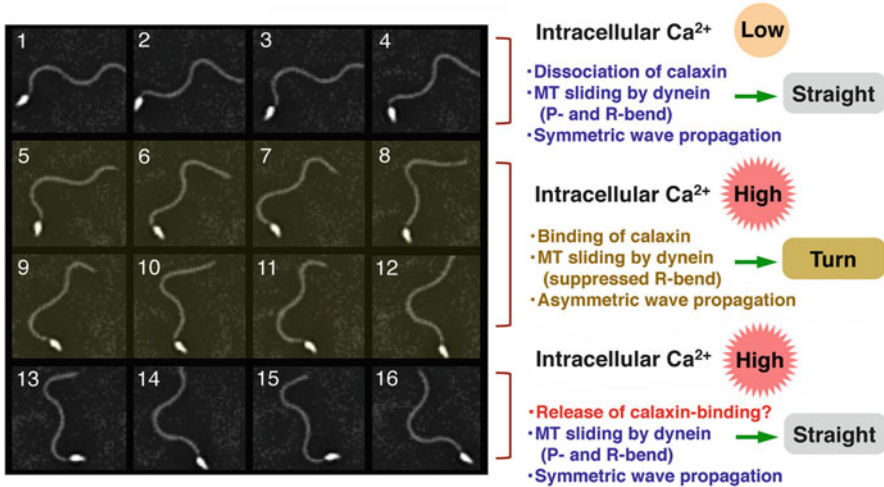 1 2 3 4
Intracellular Ca²⁺ Low
•Dissociation of calaxin
•MT sliding by dynein
(P- and R-bend)
•Symmetric wave propagation
Straight
5 6 7 8
9 10 11 12
Intracellular Ca²⁺ High
•Binding of calaxin
•MT sliding by dynein
(suppressed R-bend)
•Asymmetric wave propagation
Turn
13 14 15 16
Intracellular Ca²⁺ High
•Release of calaxin-binding?
•MT sliding by dynein
(P- and R-bend)
•Symmetric wave propagation
Straight